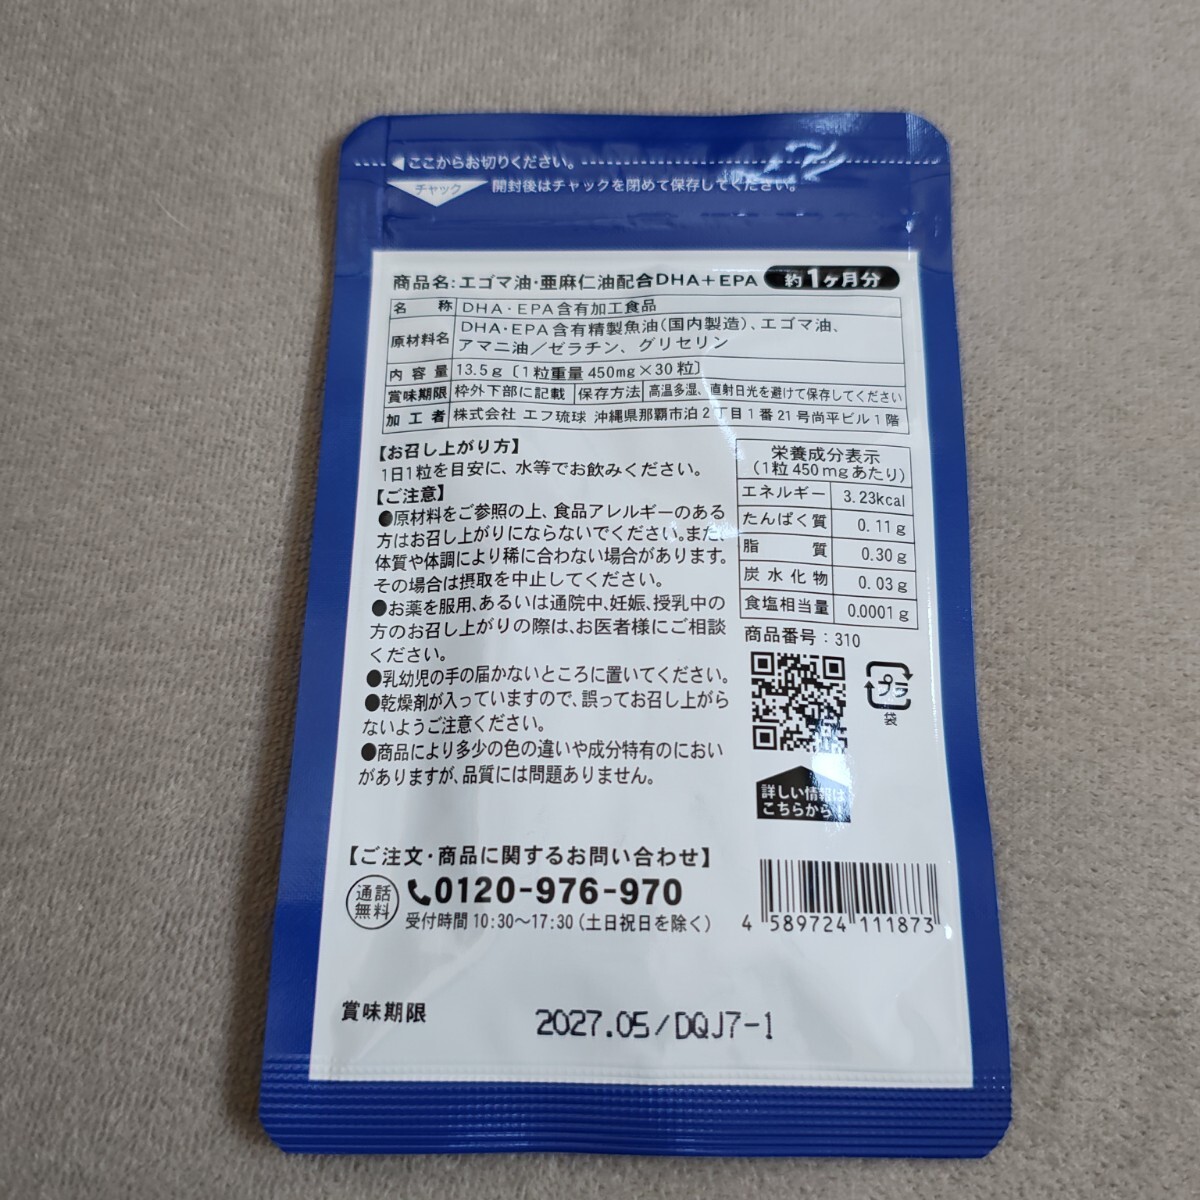 ここからお切りください。
チャック 開封後はチャックを閉めて保存してください。
商品名:エゴマ油・亜麻仁油配合DHA+EPA 約1ヶ月分
名称 DHA・EPA含有加工食品
原材料名 DHA・EPA含有精製魚油(国内製造)、エゴマ油、
アマニ油/ゼラチン、グリセリン
内容量 13.5g〔1粒重量450mg×30粒〕
賞味期限 枠外下部に記載 保存方法 高温多湿、直射日光を避けて保存してください
加工者 株式会社 エフ琉球 沖縄県那覇市泊2丁目1番21号尚平ビル1階
【お召し上がり方】
1日1粒を目安に、水等でお飲みください。
【ご注意】
●原材料をご参照の上、食品アレルギーのある
方はお召し上がりにならないでください。また、
体質や体調により稀に合わない場合があります。
その場合は摂取を中止してください。
●お薬を服用、あるいは通院中、妊娠、授乳中の
方のお召し上がりの際は、お医者様にご相談
ください。
●乳幼児の手の届かないところに置いてください。
●乾燥剤が入っていますので、誤ってお召し上がら
ないようご注意ください。
●商品により多少の色の違いや成分特有のにおい
がありますが、品質には問題ありません。
栄養成分表示
(1粒450mgあたり)
エネルギー 3.23kcal
たんぱく質 0.11g
脂質 0.30g
炭水化物 0.03g
食塩相当量 0.0001g
商品番号:310
プラ
袋
詳しい情報は
こちらから!
【ご注文・商品に関するお問い合わせ】
通話
無料
0120-976-970
受付時間 10:30〜17:30(土日祝日を除く)
4 589724 111873
賞味期限
2027.05/DQJ7-1